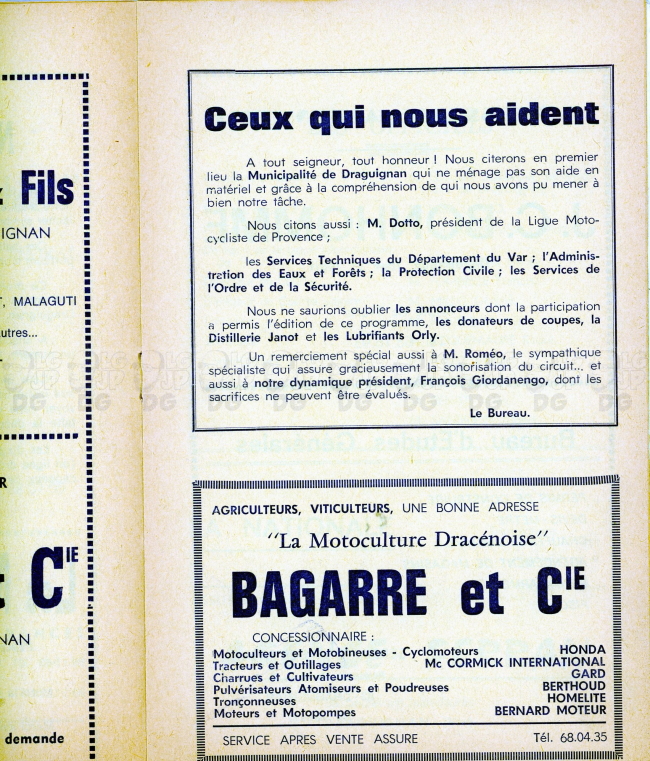 Fils
IGNAN
MALAGUTI
utres...
CIE
NAN
demande
Ceux qui nous aident
A tout seigneur, tout honneur ! Nous citerons en premier
lieu la Municipalité de Draguignan qui ne ménage pas son aide en
matériel et grâce à la compréhension de qui nous avons pu mener à
bien notre tâche.
Nous citons aussi : M. Dotto, président de la Ligue Moto-
cycliste de Provence ;
les Services Techniques du Département du Var ; l'Adminis-
tration des Eaux et Forêts ; la Protection Civile ; les Services de
l'Ordre et de la Sécurité.
Nous ne saurions oublier les annonceurs dont la participation
a permis l'édition de ce programme, les donateurs de coupes, la
Distillerie Janot et les Lubrifiants Orly.
Un remerciement spécial aussi à M. Roméo, le sympathique
spécialiste qui assure gracieusement la sonorisation du circuit... et
aussi à notre dynamique président, François Giordanengo, dont les
sacrifices ne peuvent être évalués.
Le Bureau.
AGRICULTEURS, VITICULTEURS, UNE BONNE ADRESSE
"La Motoculture Dracénoise"
BAGARRE et CIE
CONCESSIONNAIRE :
Motoculteurs et Motobineuses - Cyclomoteurs HONDA
Tracteurs et Outillages Mc CORMICK INTERNATIONAL
Charrues et Cultivateurs GARD
Pulvérisateurs Atomiseurs et Poudreuses BERTHOUD
Tronçonneuses HOMELITE
Moteurs et Motopompes BERNARD MOTEUR
SERVICE APRES VENTE ASSURE Tél. 68.04.35